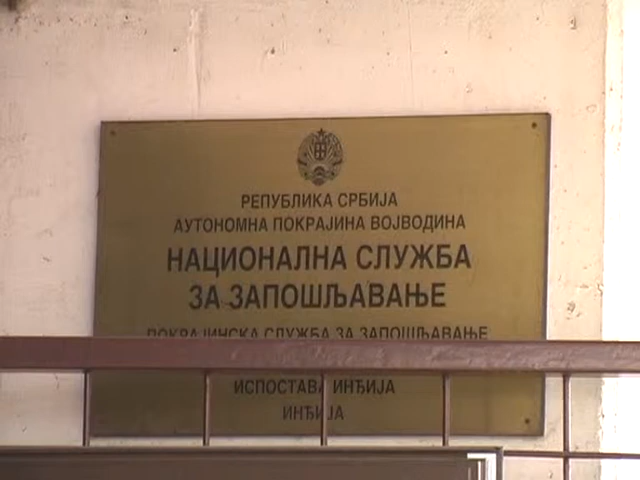 РЕПУБЛИКА СРБИЈА
АУТОНОМНА ПОКРАЈИНА ВОЈВОДИНА
НАЦИОНАЛНА СЛУЖБА
ЗА ЗАПОШЉАВАЊЕ
ПОКРАЈИНСКА СЛУЖБА ЗА ЗАПОШЉАВАЊЕ
ИСПОСТАВА ИНЂИЈА
ИНЂИЈА